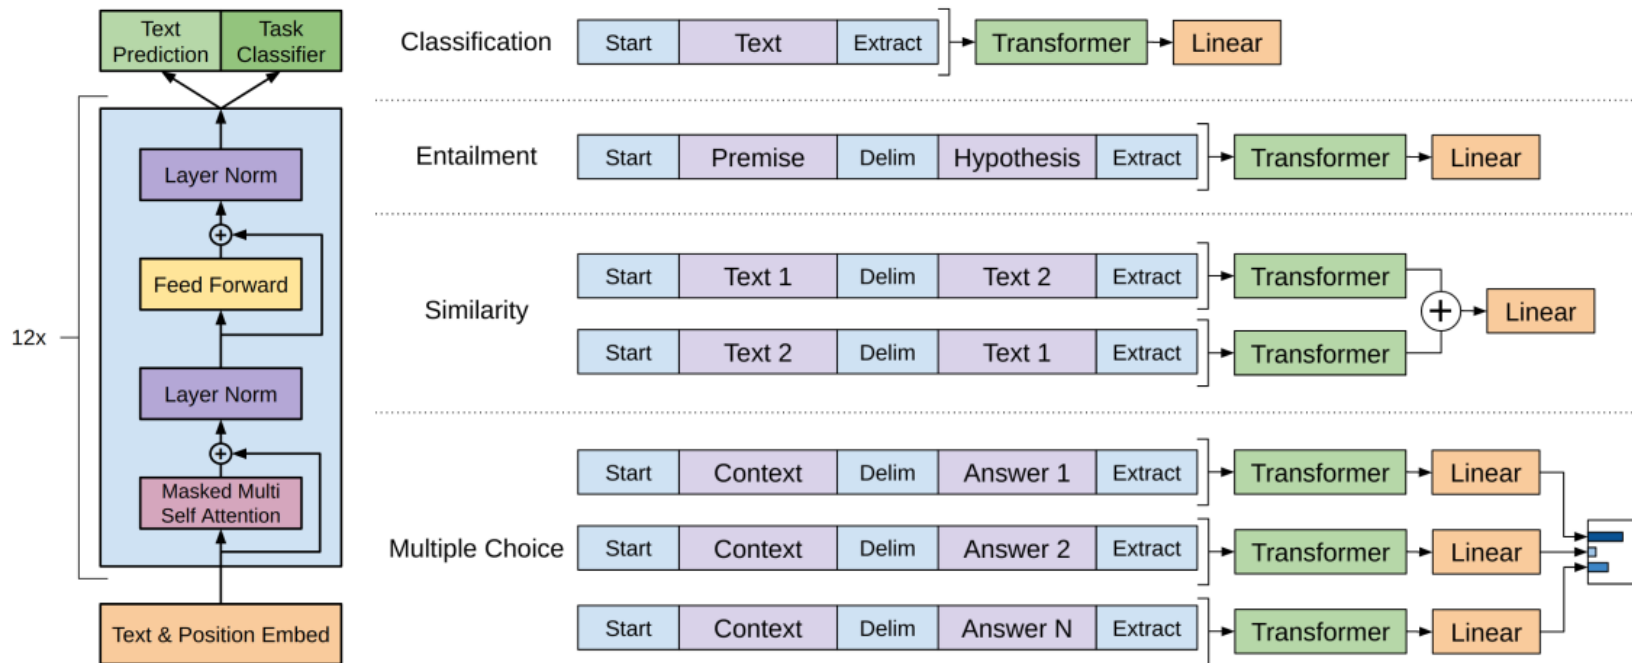 Text
Prediction
Task
Classifier
Layer Norm
+
Feed Forward
12x
Layer Norm
+
Masked Multi
Self Attention
Text & Position Embed
Classification
Start Text Extract Transformer Linear
Entailment
Start Premise Delim Hypothesis Extract Transformer Linear
Similarity
Start Text 1 Delim Text 2 Extract Transformer
+ Linear
Start Text 2 Delim Text 1 Extract Transformer
Multiple Choice
Start Context Delim Answer 1 Extract Transformer Linear
Start Context Delim Answer 2 Extract Transformer Linear
Start Context Delim Answer N Extract Transformer Linear